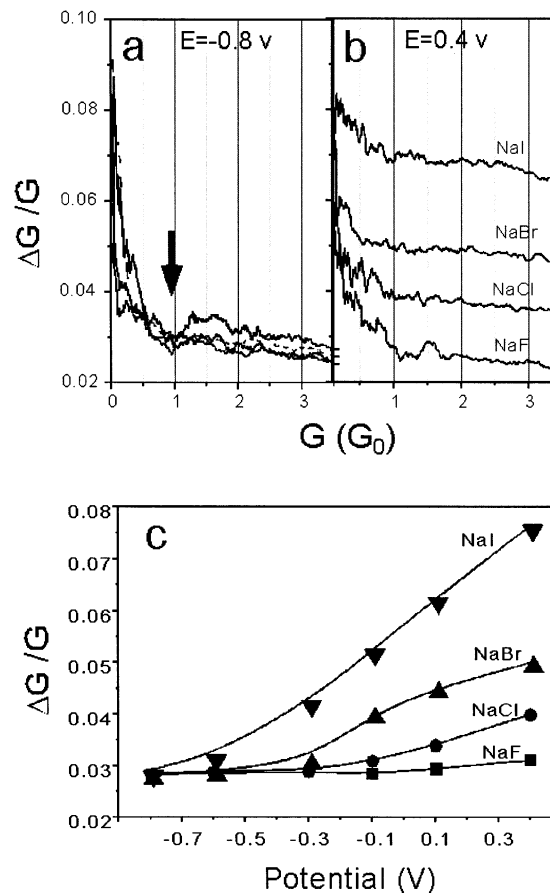 a E=-0.8 v
b E=0.4 v
ΔG /G
0.10
0.08
0.06
0.04
0.02
NaI
NaBr
NaCl
NaF
0 1 2 3
1 2 3
G (G₀)
c
ΔG /G
0.08
0.07
0.06
0.05
0.04
0.03
0.02
NaI
NaBr
NaCl
NaF
-0.7 -0.5 -0.3 -0.1 0.1 0.3
Potential (V)